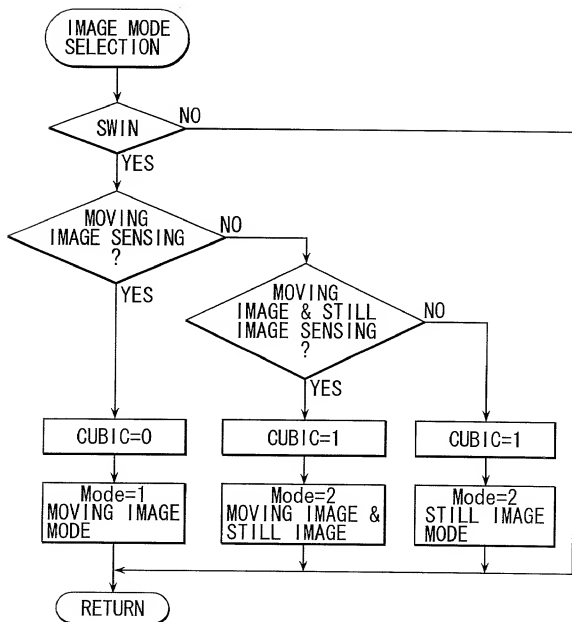 IMAGE MODE
SELECTION
SWIN
NO
YES
MOVING
IMAGE SENSING
?
NO
YES
MOVING
IMAGE & STILL
IMAGE SENSING
?
NO
YES
CUBIC=0
CUBIC=1
CUBIC=1
Mode=1
MOVING IMAGE
MODE
Mode=2
MOVING IMAGE &
STILL IMAGE
Mode=2
STILL IMAGE
MODE
RETURN